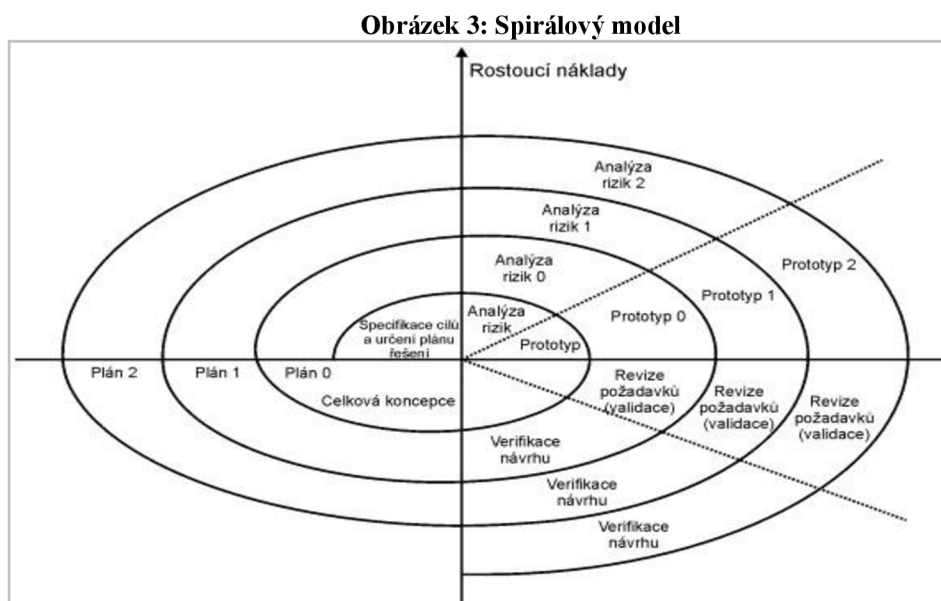 Obrázek 3: Spirálový model
Rostoucí náklady
Analýza
rizik 2
Analýza
rizik 1
Analýza
rizik 0
Prototyp 2
Prototyp 1
Prototyp 0
Specifikace cílů
a určení plánu
řešení
Analýza
rizik
Prototyp
Plán 2
Plán 1
Plán 0
Celková koncepce
Revize
požadavků
(validace)
Revize
požadavků
(validace)
Revize
požadavků
(validace)
Verifikace
návrhu
Verifikace
návrhu
Verifikace
návrhu